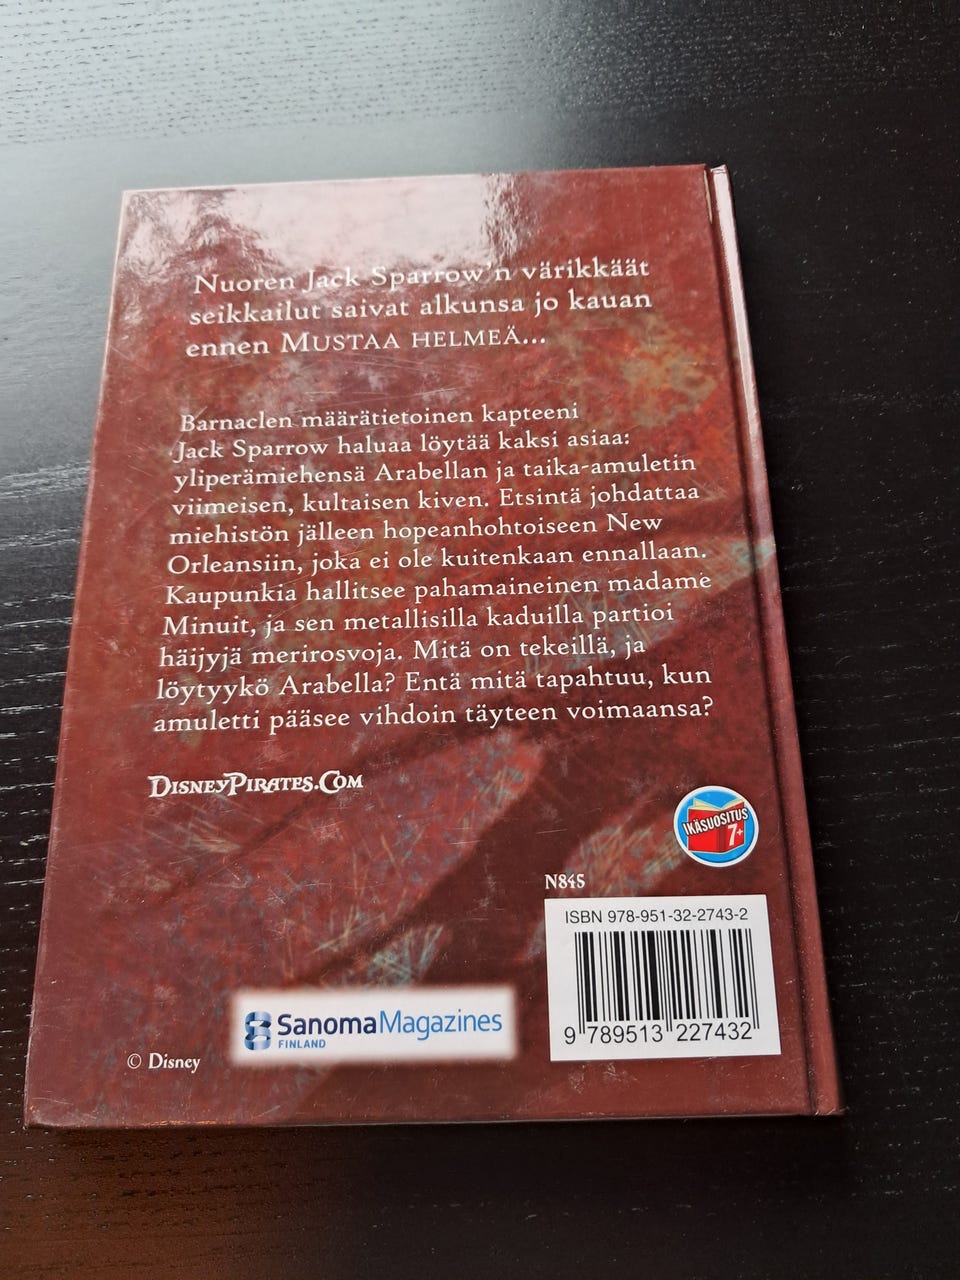 Nuoren Jack Sparrow'n värikkäät
seikkailut saivat alkunsa jo kauan
ennen MUSTAA HELMEÄ...
Barnaclen määrätietoinen kapteeni
Jack Sparrow haluaa löytää kaksi asiaa:
yliperämiehensä Arabellan ja taika-amuletin
viimeisen, kultaisen kiven. Etsintä johdattaa
miehistön jälleen hopeanhohtoiseen New
Orleansiin, joka ei ole kuitenkaan ennallaan.
Kaupunkia hallitsee pahamaineinen madame
Minuit, ja sen metallisilla kaduilla partioi
häijyjä merirosvoja. Mitä on tekeillä, ja
löytyykö Arabella? Entä mitä tapahtuu, kun
amuletti pääsee vihdoin täyteen voimaansa?
DISNEYPIRATES.COM
IKÄSUOSITUS
7+
N845
ISBN 978-951-32-2743-2
9 789513 227432
SanomaMagazines
FINLAND
© Disney